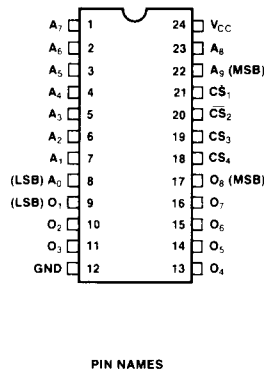 A7 1 24 VCC
A6 2 23 A8
A5 3 22 A9 (MSB)
A4 4 21 C̅S̅1
A3 5 20 C̅S̅2
A2 6 19 CS3
A1 7 18 CS4
(LSB) A0 8 17 O8 (MSB)
(LSB) O1 9 16 O7
O2 10 15 O6
O3 11 14 O5
GND 12 13 O4
PIN NAMES